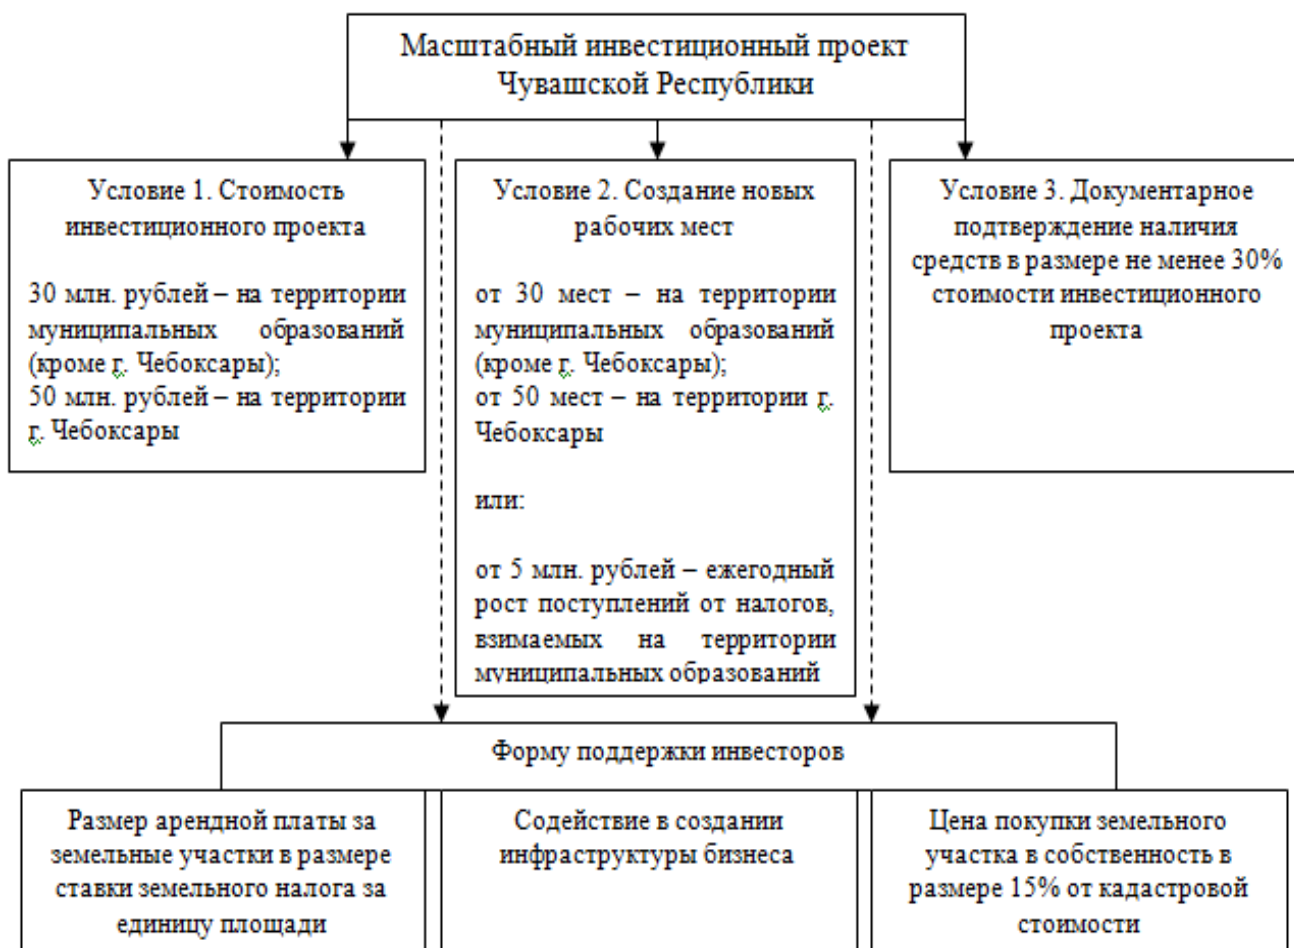 Масштабный инвестиционный проект
Чувашской Республики
Условие 1. Стоимость
инвестиционного проекта
30 млн. рублей – на территории
муниципальных образований
(кроме г. Чебоксары);
50 млн. рублей – на территории
г. Чебоксары
Условие 2. Создание новых
рабочих мест
от 30 мест – на территории
муниципальных образований
(кроме г. Чебоксары);
от 50 мест – на территории г.
Чебоксары
или:
от 5 млн. рублей – ежегодный
рост поступлений от налогов,
взимаемых на территории
муниципальных образований
Условие 3. Документарное
подтверждение наличия
средств в размере не менее 30%
стоимости инвестиционного
проекта
Форму поддержки инвесторов
Размер арендной платы за
земельные участки в размере
ставки земельного налога за
единицу площади
Содействие в создании
инфраструктуры бизнеса
Цена покупки земельного
участка в собственность в
размере 15% от кадастровой
стоимости